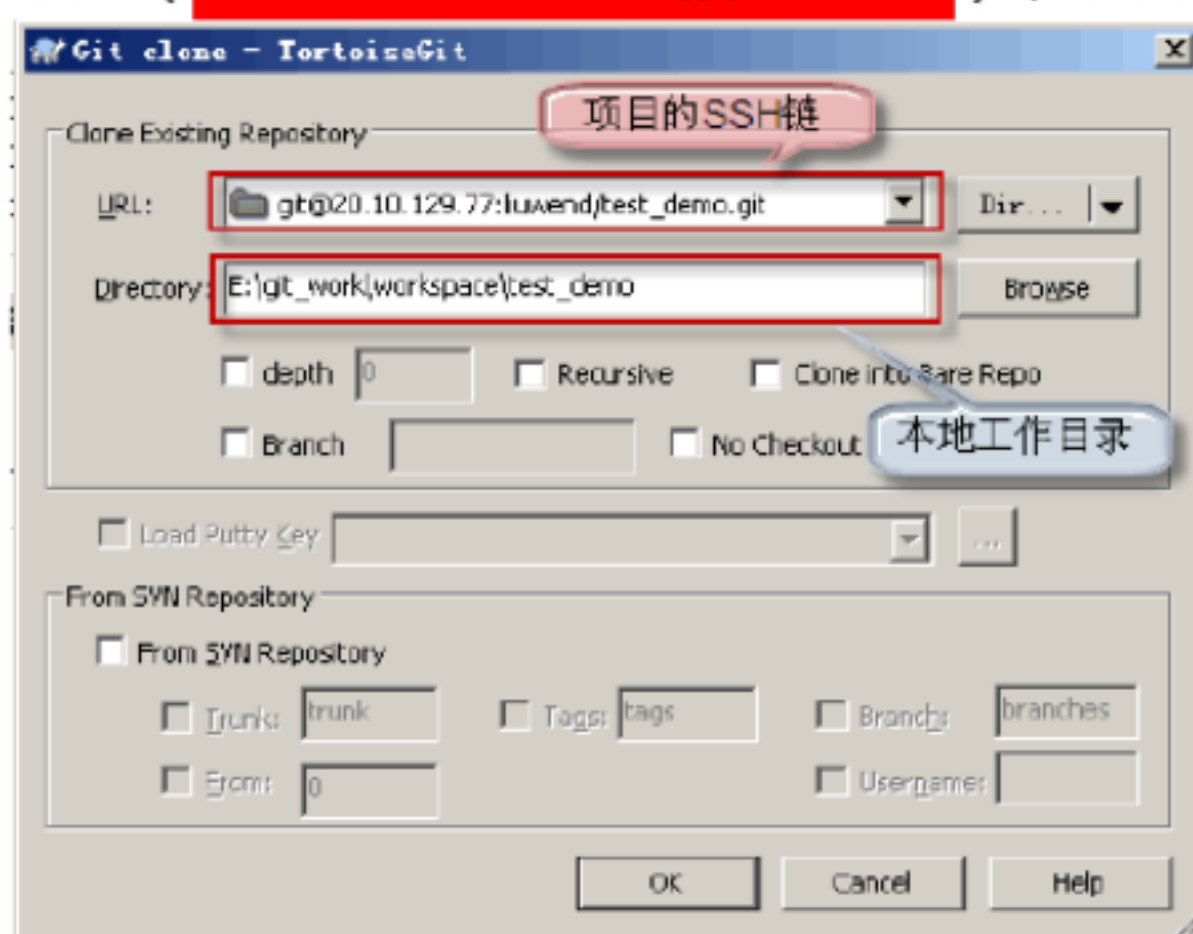 Git clone - TortoiseGit
项目的SSH链
Clone Existing Repository
URL: git@20.10.129.77:liuwend/test_demo.git Dir...
Directory: E:\git_work\workspace\test_demo Browse
depth 0 Recursive Clone into Bare Repo
Branch No Checkout
本地工作目录
Load Putty Key ...
From SVN Repository
From SVN Repository
Trunk: trunk Tags: tags Branch: branches
From: 0 Username:
OK Cancel Help